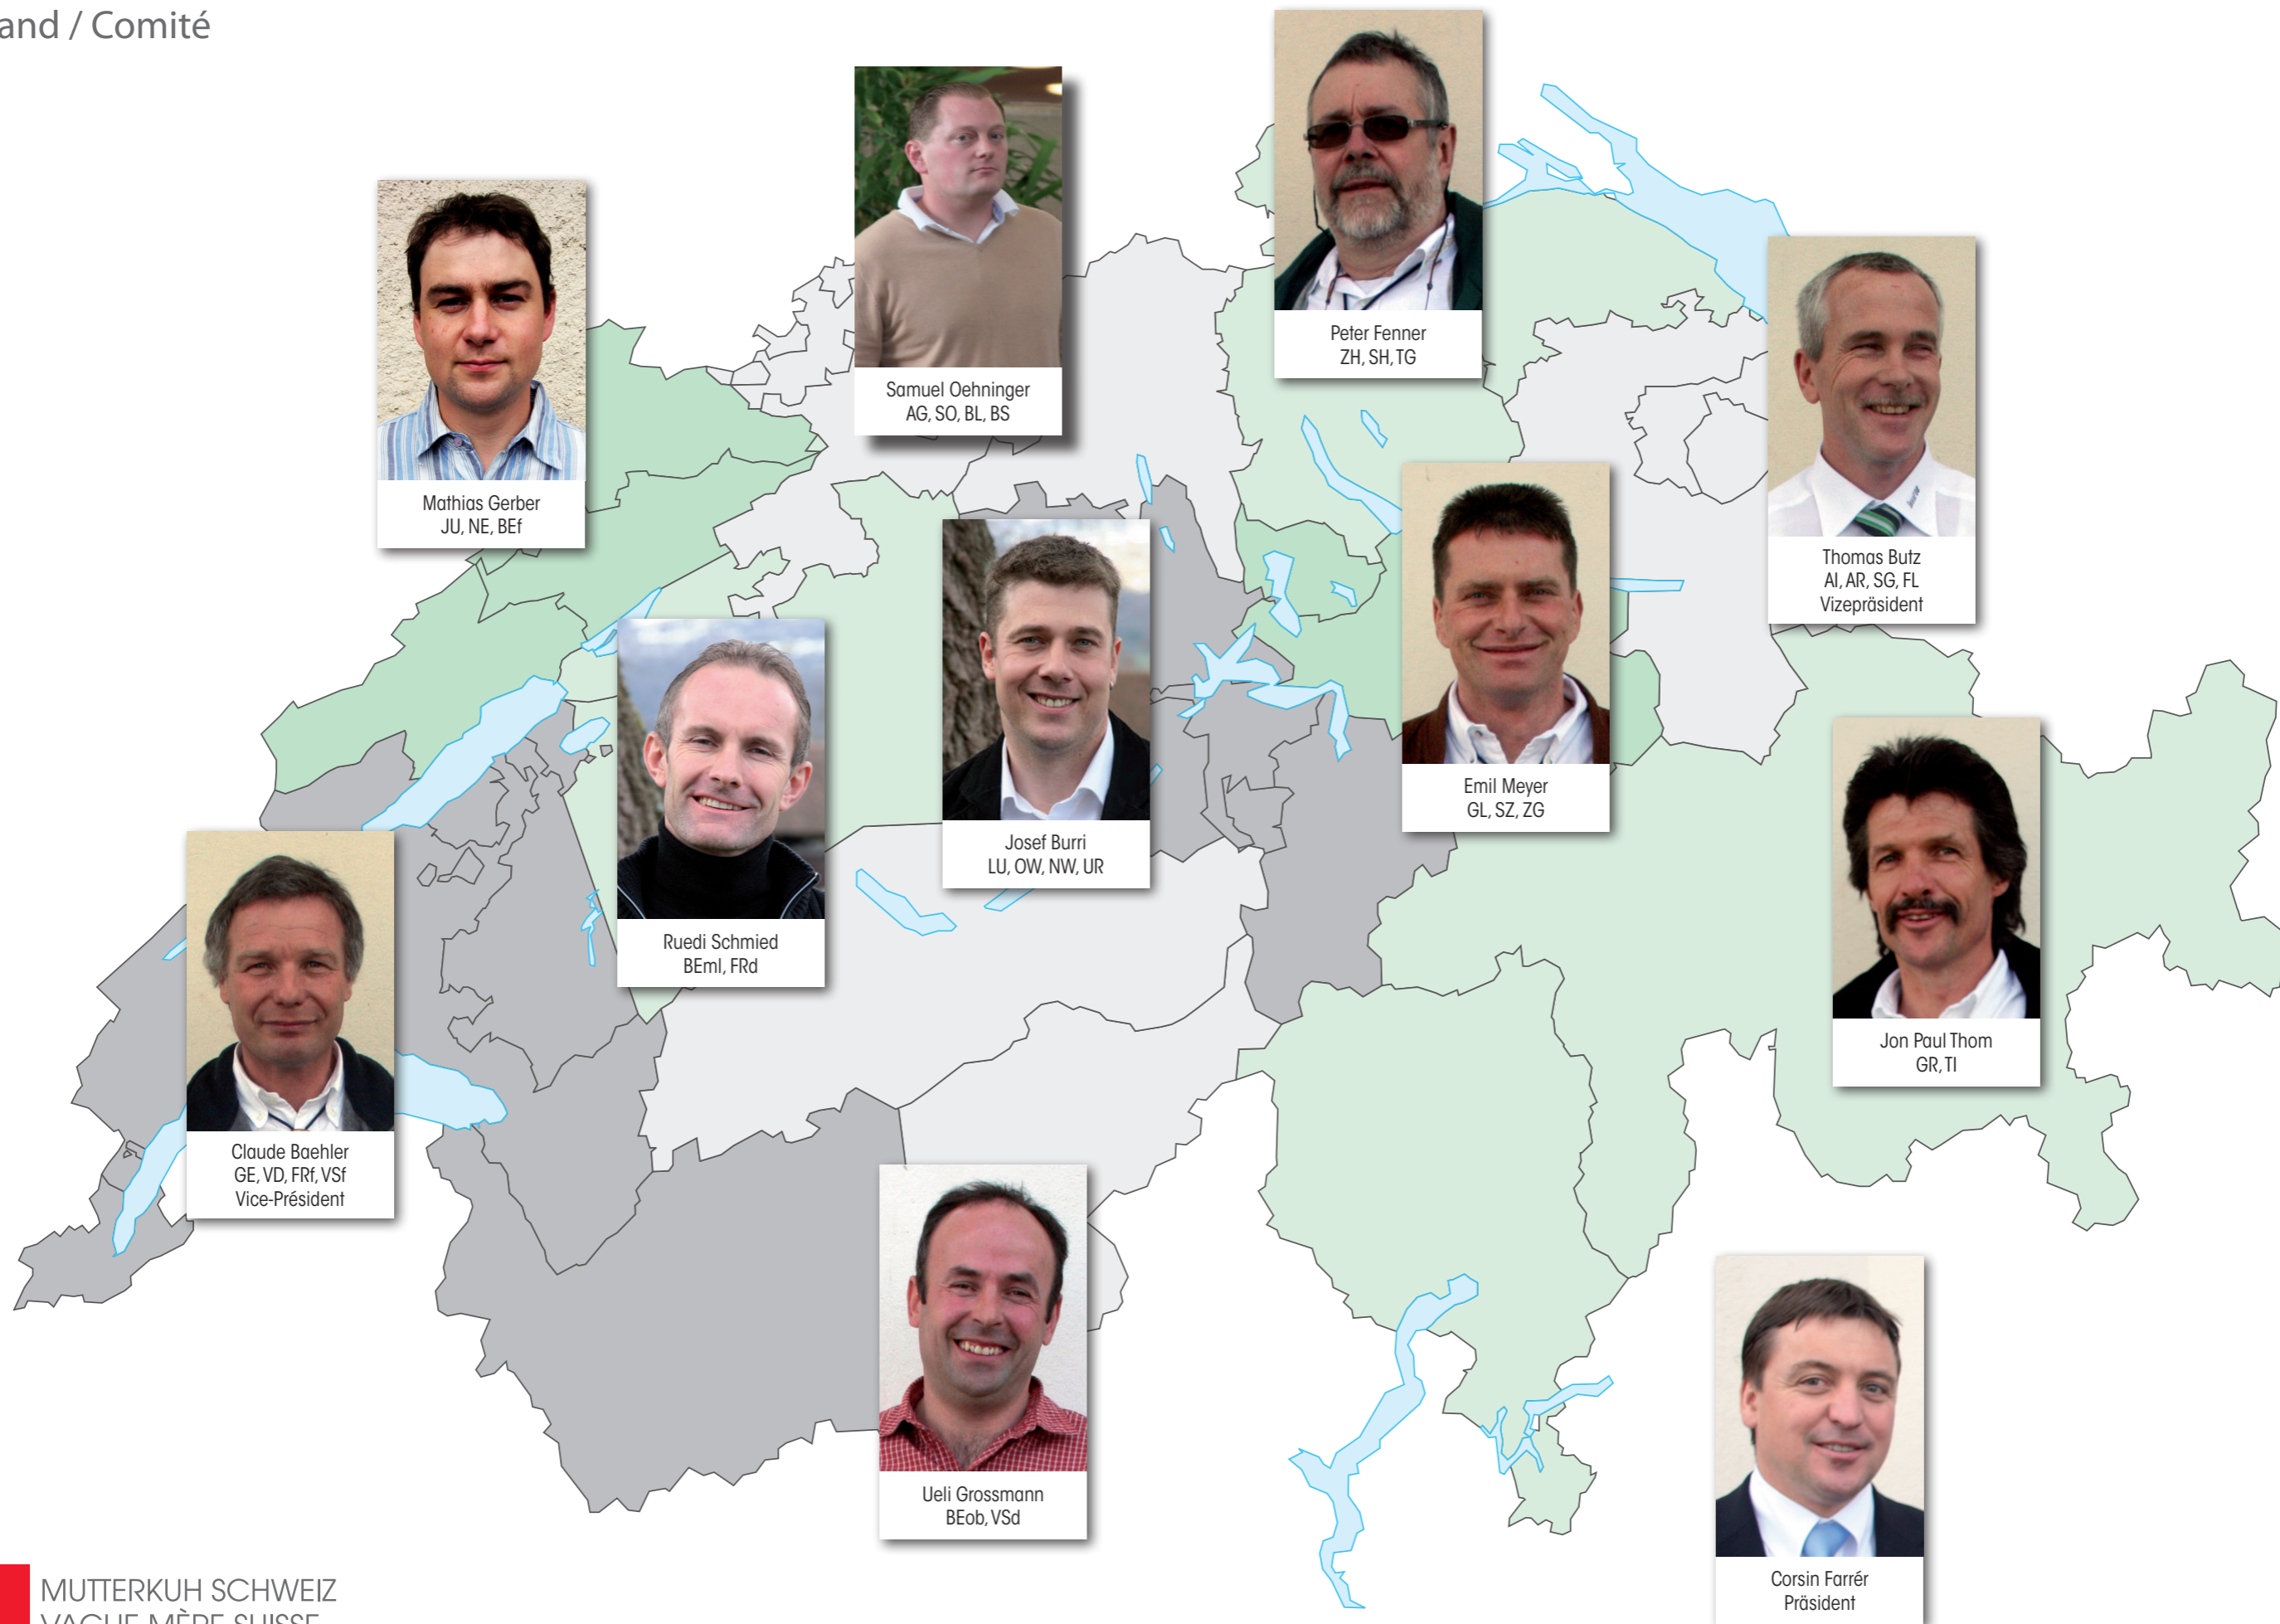 and / Comité
Samuel Oehninger
AG, SO, BL, BS
Peter Fenner
ZH, SH, TG
Mathias Gerber
JU, NE, BEf
Thomas Butz
AI, AR, SG, FL
Vizepräsident
Emil Meyer
GL, SZ, ZG
Josef Burri
LU, OW, NW, UR
Ruedi Schmied
BEml, FRd
Jon Paul Thom
GR, TI
Claude Baehler
GE, VD, FRf, VSf
Vice-Président
Ueli Grossmann
BEob, VSd
Corsin Farrér
Präsident
MUTTERKUH SCHWEIZ
VACHE MÈRE SUISSE